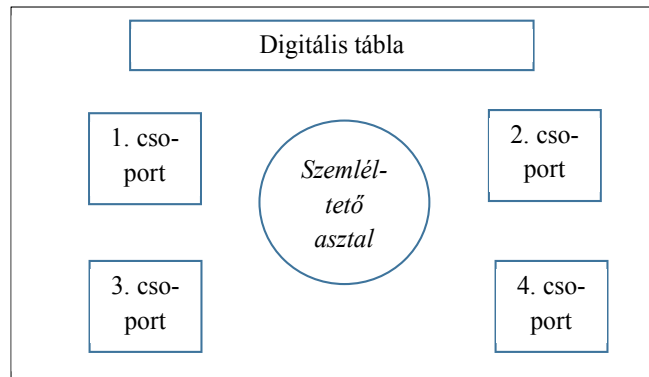 Digitális tábla
1. cso-
port
2. cso-
port
Szemlél-
tető
asztal
3. cso-
port
4. cso-
port